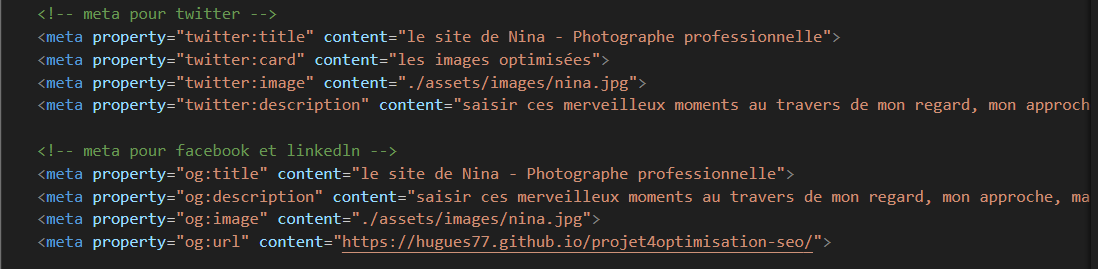 <!-- meta pour twitter -->
<meta property="twitter:title" content="le site de Nina - Photographe professionnelle">
<meta property="twitter:card" content="les images optimisées">
<meta property="twitter:image" content="./assets/images/nina.jpg">
<meta property="twitter:description" content="saisir ces merveilleux moments au travers de mon regard, mon approch
<!-- meta pour facebook et linkedln -->
<meta property="og:title" content="le site de Nina - Photographe professionnelle">
<meta property="og:description" content="saisir ces merveilleux moments au travers de mon regard, mon approche, ma
<meta property="og:image" content="./assets/images/nina.jpg">
<meta property="og:url" content="https://hugues77.github.io/projet4optimisation-seo/">